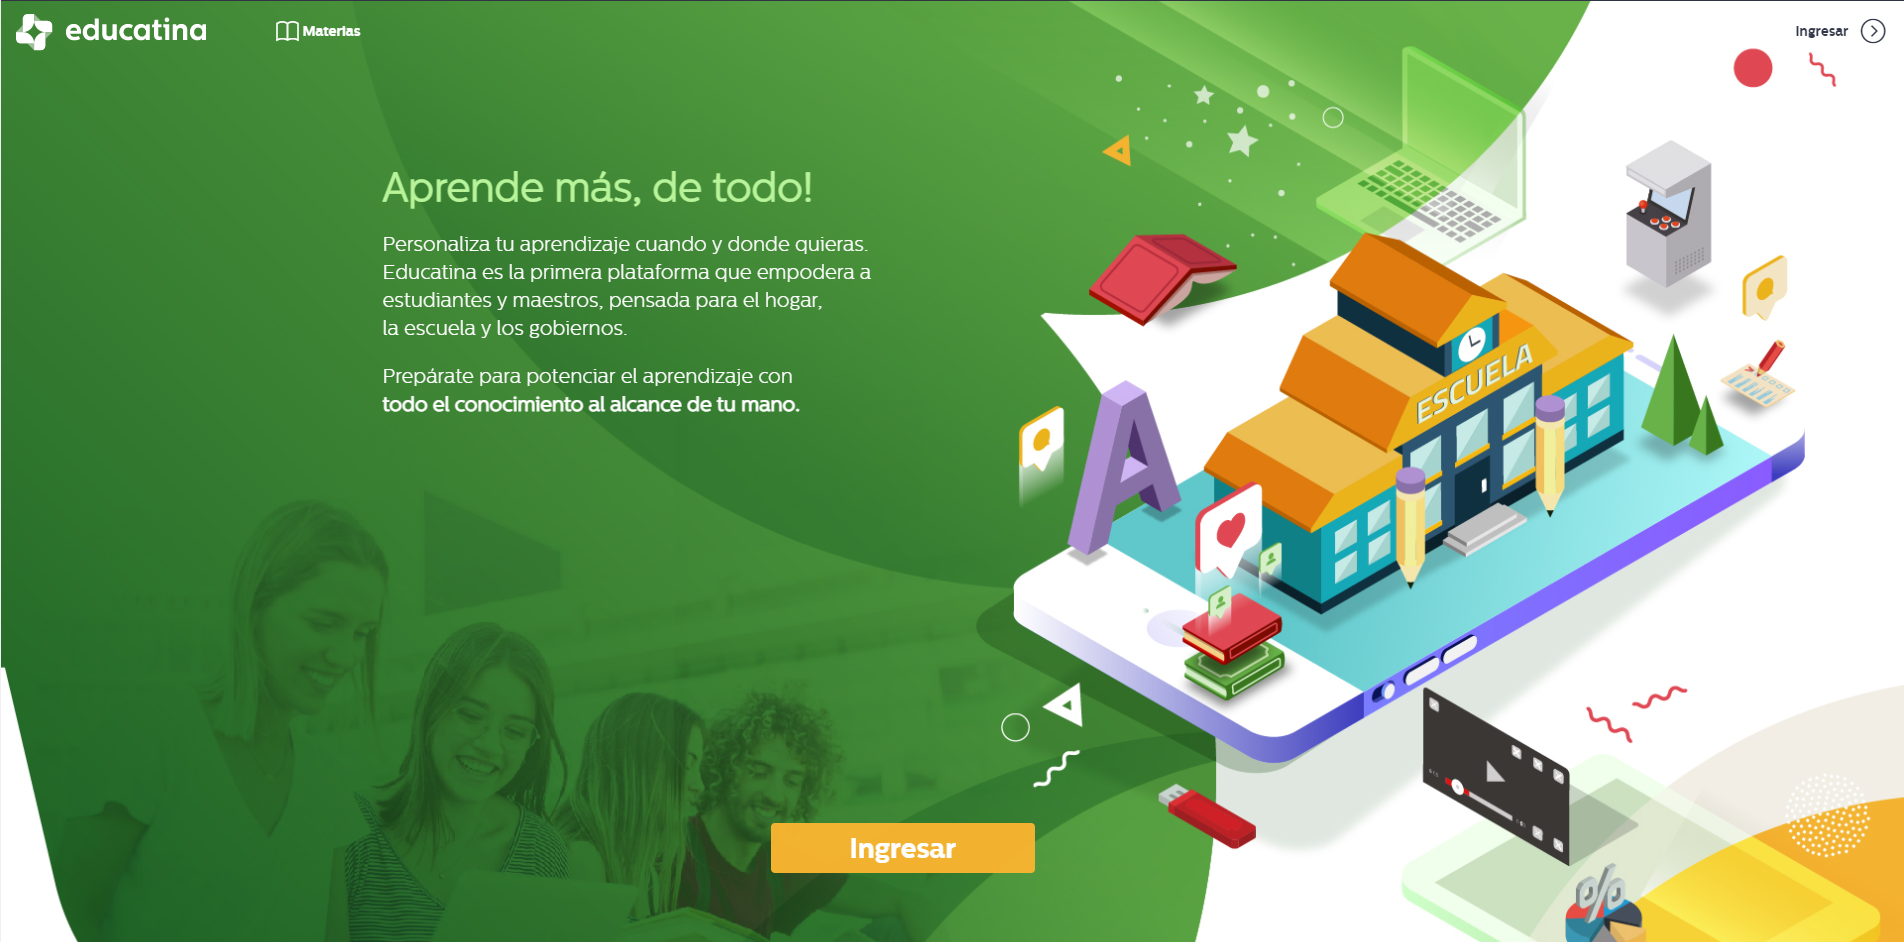 educatina
Materias
Ingresar
Aprende más, de todo!
Personaliza tu aprendizaje cuando y donde quieras.
Educatina es la primera plataforma que empodera a
estudiantes y maestros, pensada para el hogar,
la escuela y los gobiernos.
Prepárate para potenciar el aprendizaje con
todo el conocimiento al alcance de tu mano.
ESCUELA
A
Ingresar
%